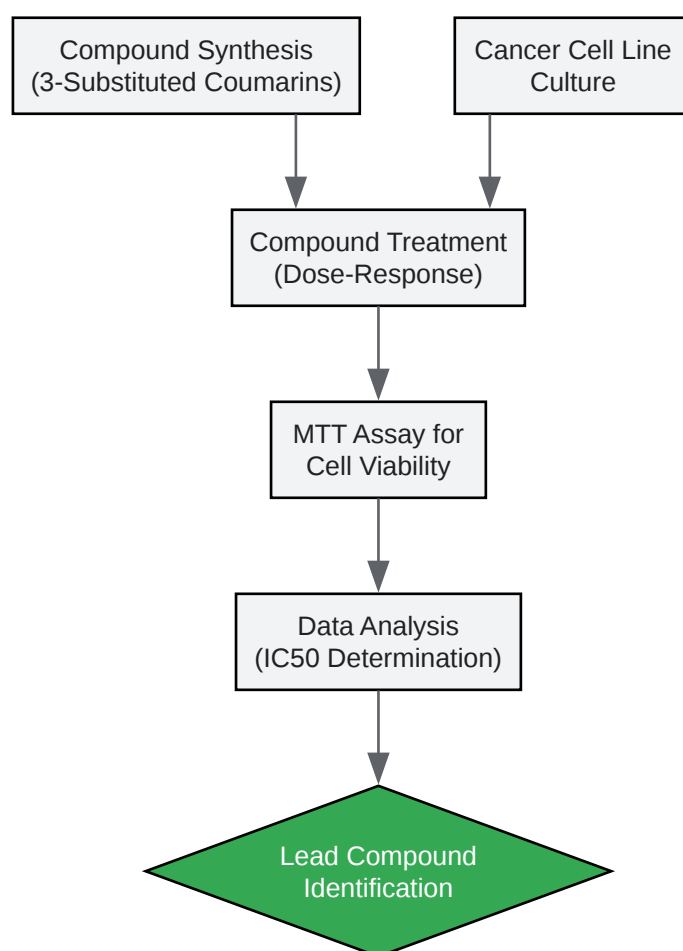 Compound Synthesis
(3-Substituted Coumarins)
Cancer Cell Line
Culture
Compound Treatment
(Dose-Response)
MTT Assay for
Cell Viability
Data Analysis
(IC50 Determination)
Lead Compound
Identification